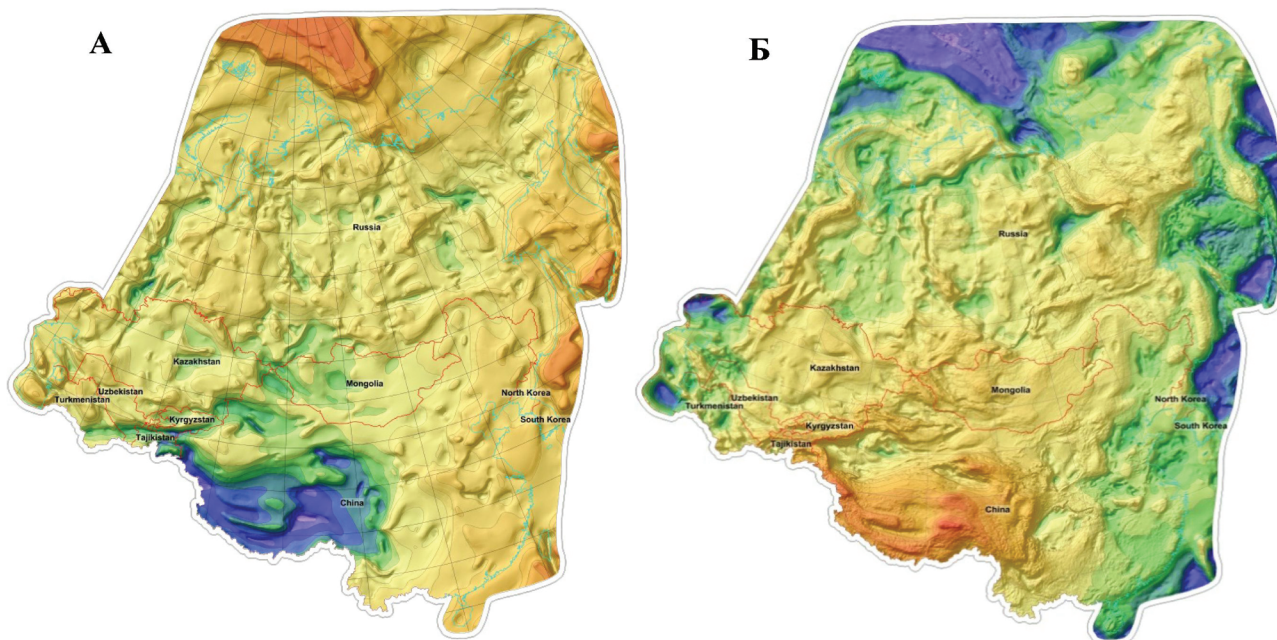 А
Russia
Kazakhstan
Mongolia
Uzbekistan
Turkmenistan
North Korea
Kyrgyzstan
South Korea
Tajikistan
China
Б
Russia
Kazakhstan
Mongolia
Uzbekistan
Turkmenistan
North Korea
Kyrgyzstan
South Korea
Tajikistan
China